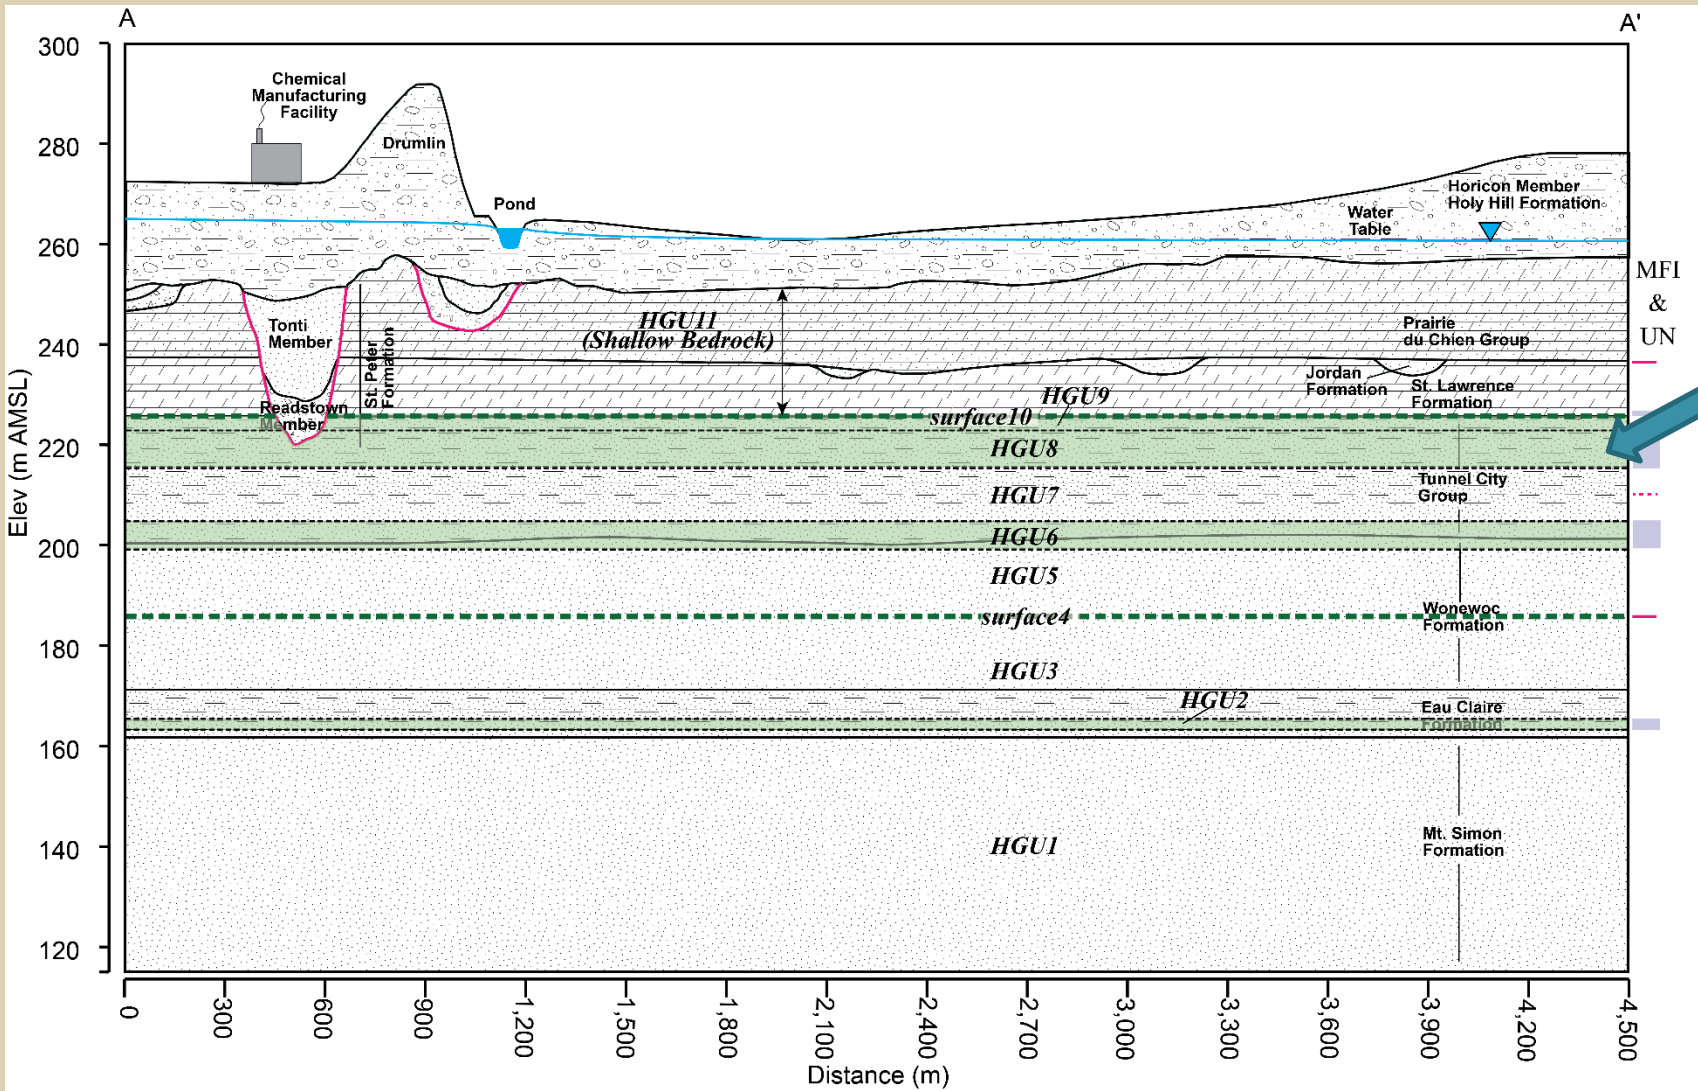 A
A'
300
280
260
240
220
200
180
160
140
120
Elev (m AMSL)
Chemical
Manufacturing
Facility
Drumlin
Pond
Water
Table
Horicon Member
Holy Hill Formation
MFI
&
UN
Tonti
Member
St. Peter
Formation
HGU11
(Shallow Bedrock)
Prairie
du Chien Group
Jordan
Formation
St. Lawrence
Formation
Readstown
Member
HGU9
surface10
HGU8
Tunnel City
Group
HGU7
HGU6
HGU5
surface4
Wonewoc
Formation
HGU3
HGU2
Eau Claire
Formation
HGU1
Mt. Simon
Formation
0
300
600
900
1,200
1,500
1,800
2,100
2,400
2,700
3,000
3,300
3,600
3,900
4,200
4,500
Distance (m)